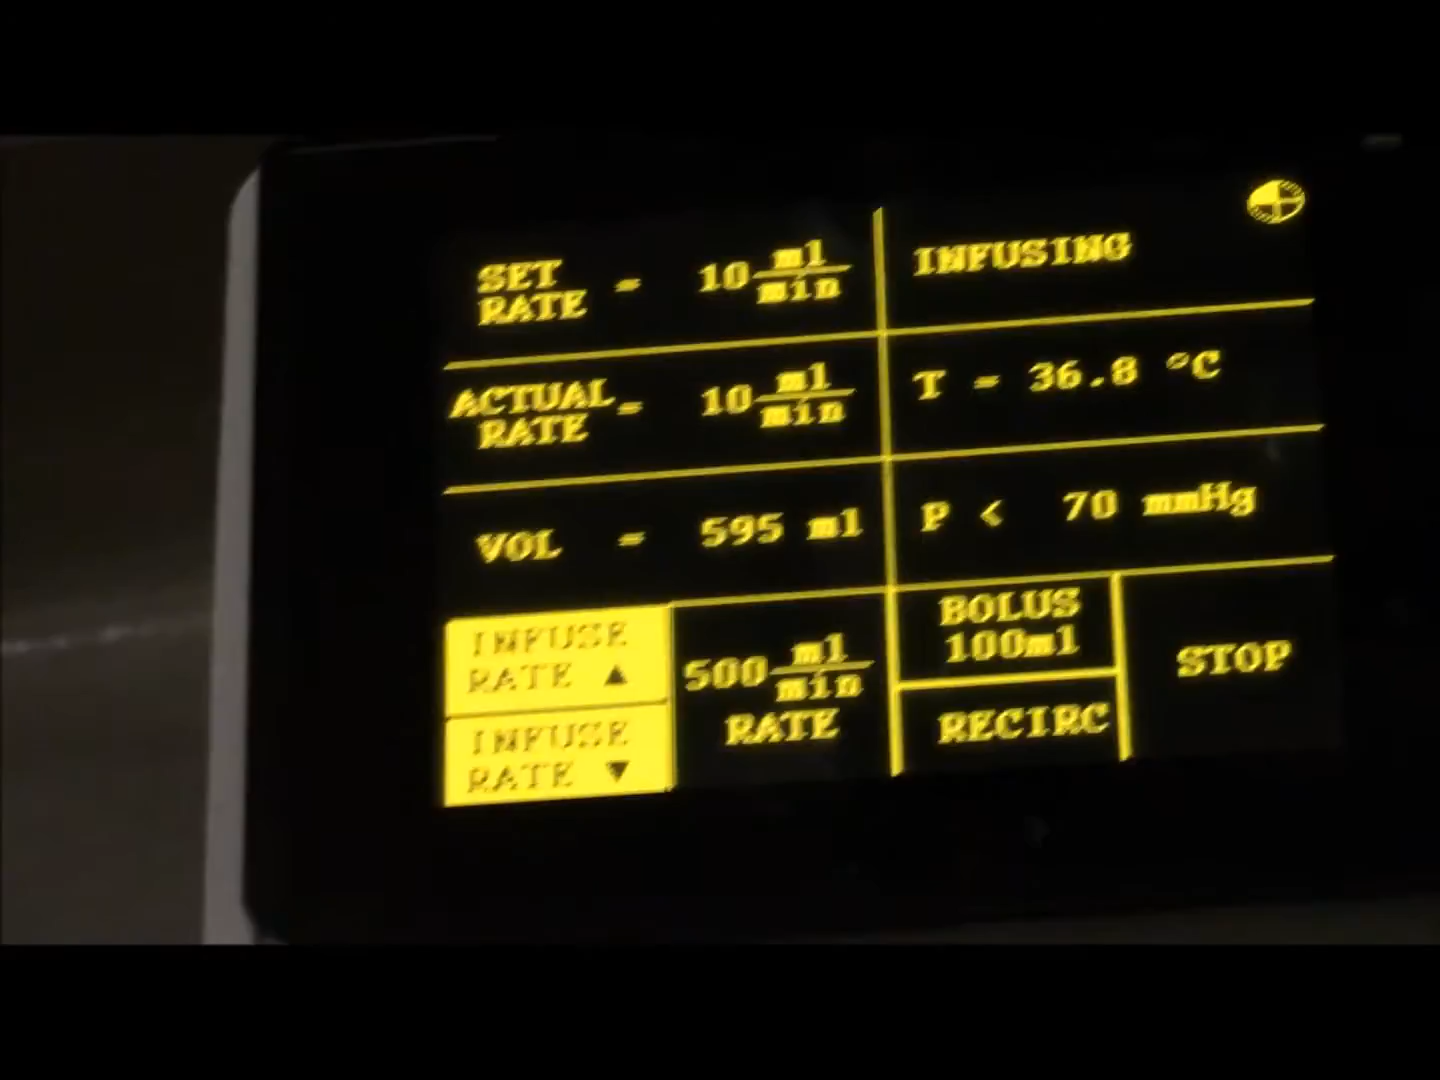 SET RATE = 10 ml/min
INFUSING
ACTUAL RATE = 10 ml/min
T = 36.8 °C
VOL = 595 ml
P < 70 mmHg
INFUSE RATE ▲
INFUSE RATE ▼
500 ml/min RATE
BOLUS 100ml
RECIRC
STOP